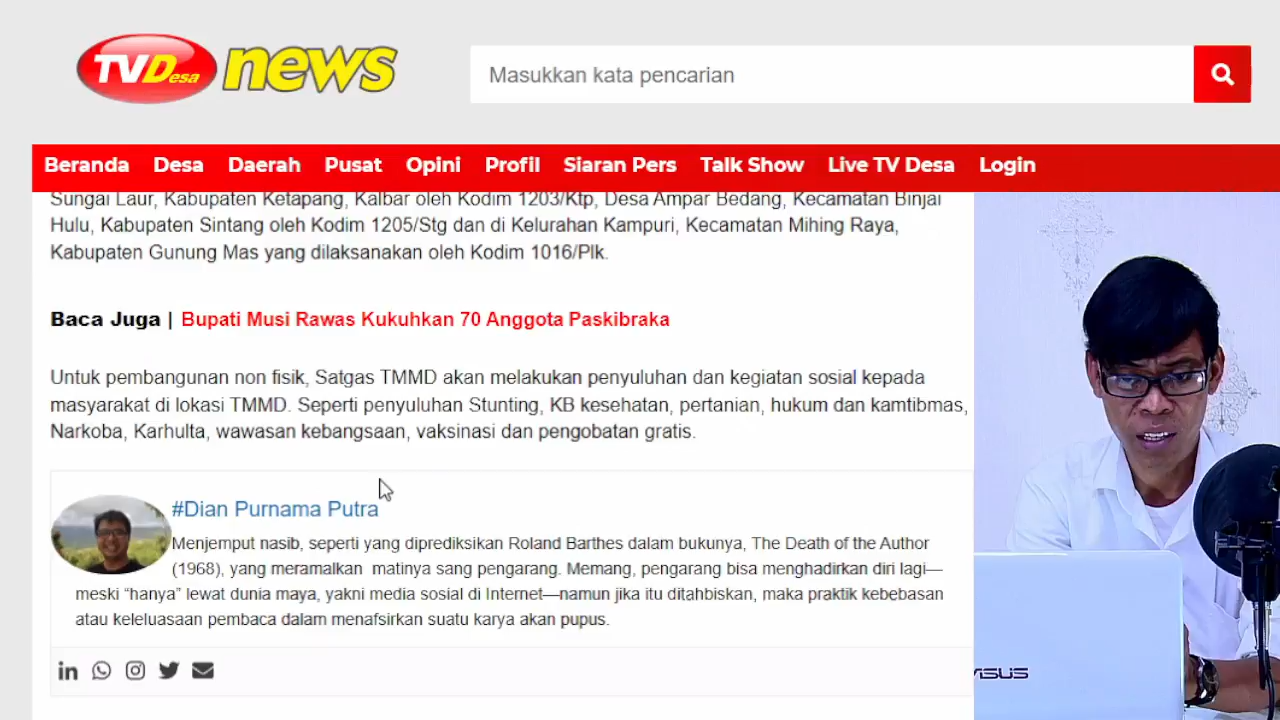 TVDesa news
Masukkan kata pencarian
Beranda Desa Daerah Pusat Opini Profil Siaran Pers Talk Show Live TV Desa Login
Sungai Laur, Kabupaten Ketapang, Kalbar oleh Kodim 1203/Ktp, Desa Ampar Bedang, Kecamatan Binjai
Hulu, Kabupaten Sintang oleh Kodim 1205/Stg dan di Kelurahan Kampuri, Kecamatan Mihing Raya,
Kabupaten Gunung Mas yang dilaksanakan oleh Kodim 1016/Plk.
Baca Juga | Bupati Musi Rawas Kukuhkan 70 Anggota Paskibraka
Untuk pembangunan non fisik, Satgas TMMD akan melakukan penyuluhan dan kegiatan sosial kepada
masyarakat di lokasi TMMD. Seperti penyuluhan Stunting, KB kesehatan, pertanian, hukum dan kamtibmas,
Narkoba, Karhulta, wawasan kebangsaan, vaksinasi dan pengobatan gratis.
#Dian Purnama Putra
Menjemput nasib, seperti yang diprediksikan Roland Barthes dalam bukunya, The Death of the Author
(1968), yang meramalkan matinya sang pengarang. Memang, pengarang bisa menghadirkan diri lagi—
meski “hanya” lewat dunia maya, yakni media sosial di Internet—namun jika itu ditahbiskan, maka praktik kebebasan
atau keleluasaan pembaca dalam menafsirkan suatu karya akan pupus.
ASUS